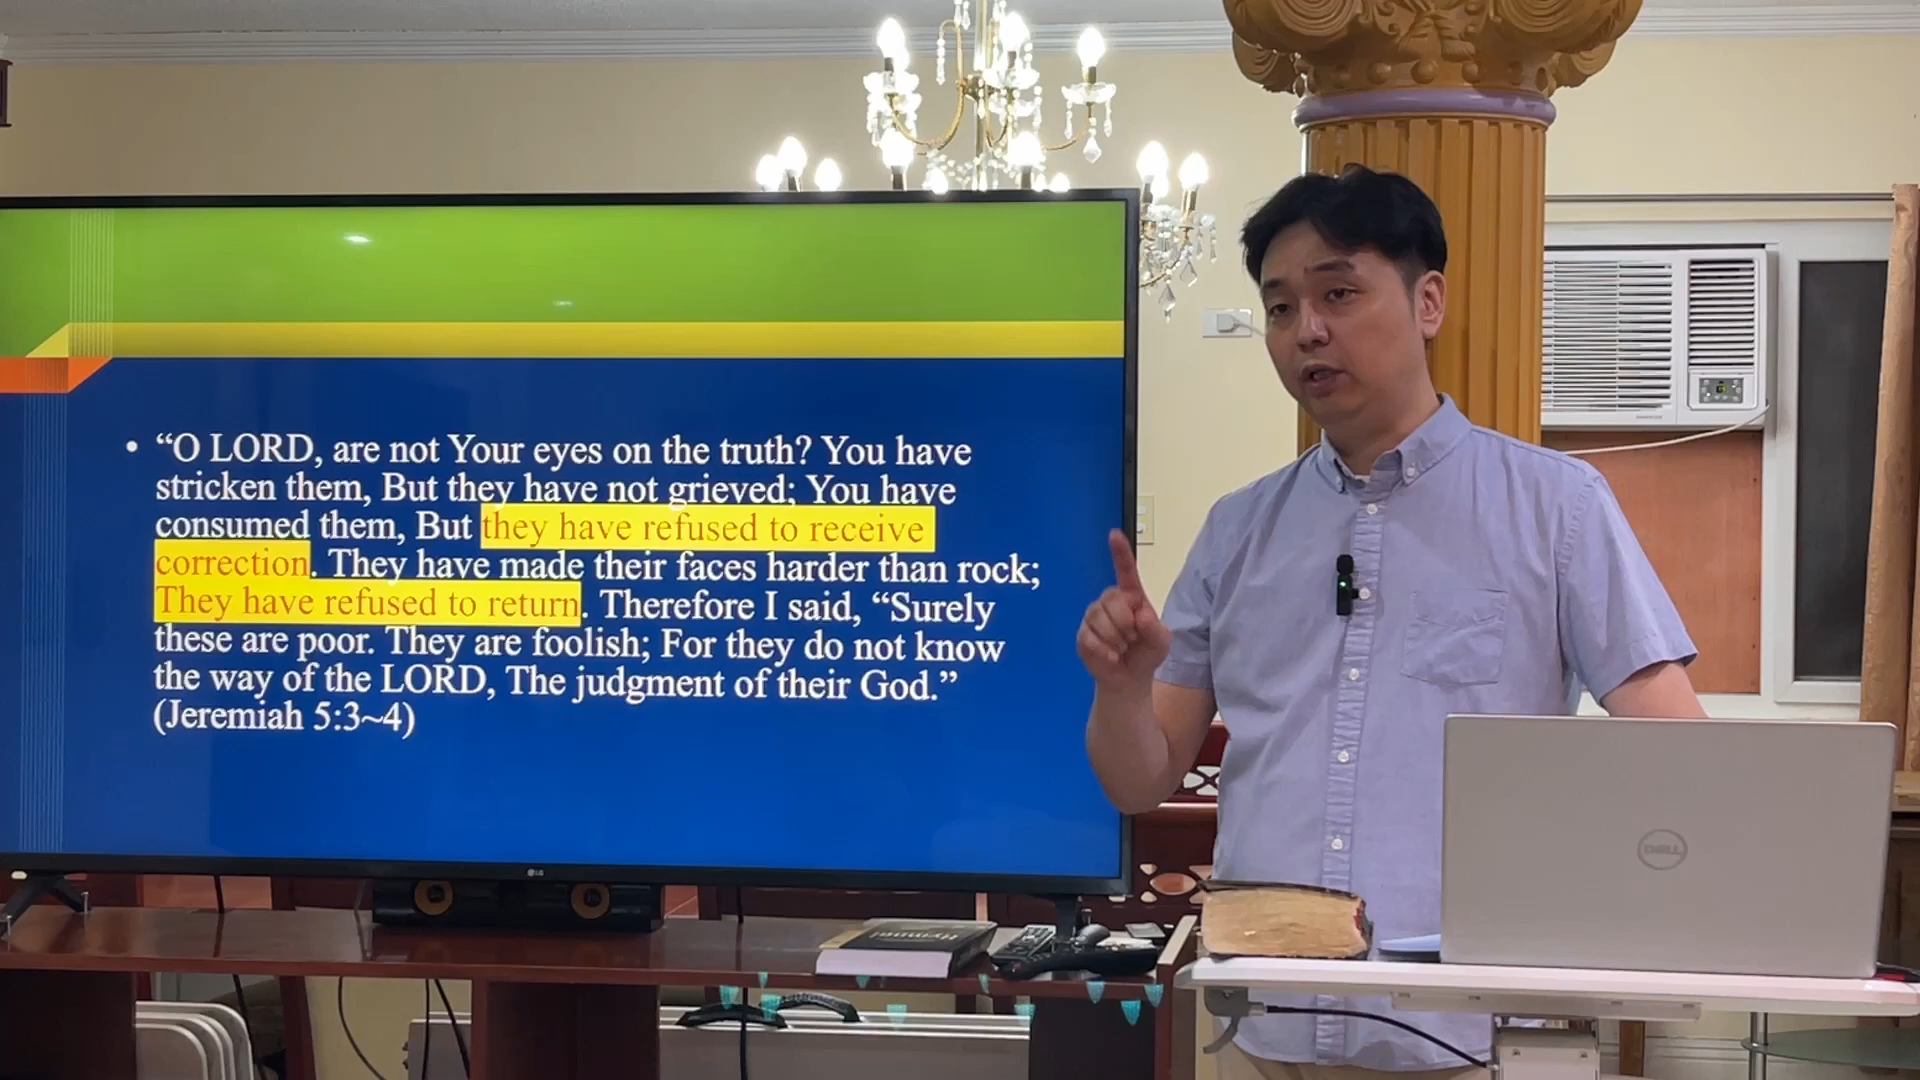 • “O LORD, are not Your eyes on the truth? You have
stricken them, But they have not grieved; You have
consumed them, But they have refused to receive
correction. They have made their faces harder than rock;
They have refused to return. Therefore I said, “Surely
these are poor. They are foolish; For they do not know
the way of the LORD, The judgment of their God.”
(Jeremiah 5:3~4)
LG
Hymnal
DELL